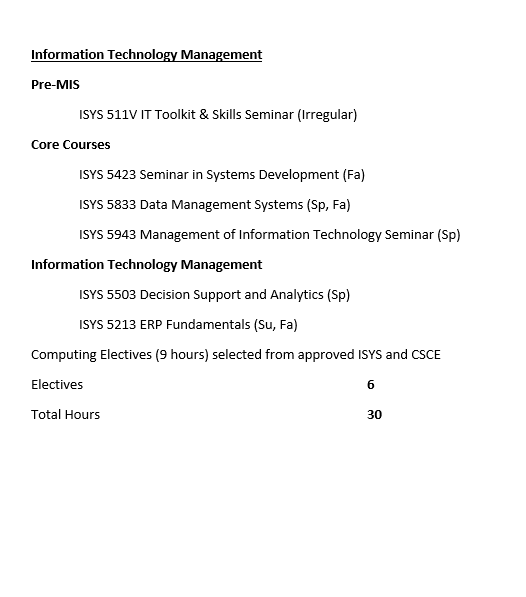 Information Technology Management
Pre-MIS
ISYS 511V IT Toolkit & Skills Seminar (Irregular)
Core Courses
ISYS 5423 Seminar in Systems Development (Fa)
ISYS 5833 Data Management Systems (Sp, Fa)
ISYS 5943 Management of Information Technology Seminar (Sp)
Information Technology Management
ISYS 5503 Decision Support and Analytics (Sp)
ISYS 5213 ERP Fundamentals (Su, Fa)
Computing Electives (9 hours) selected from approved ISYS and CSCE
Electives 6
Total Hours 30